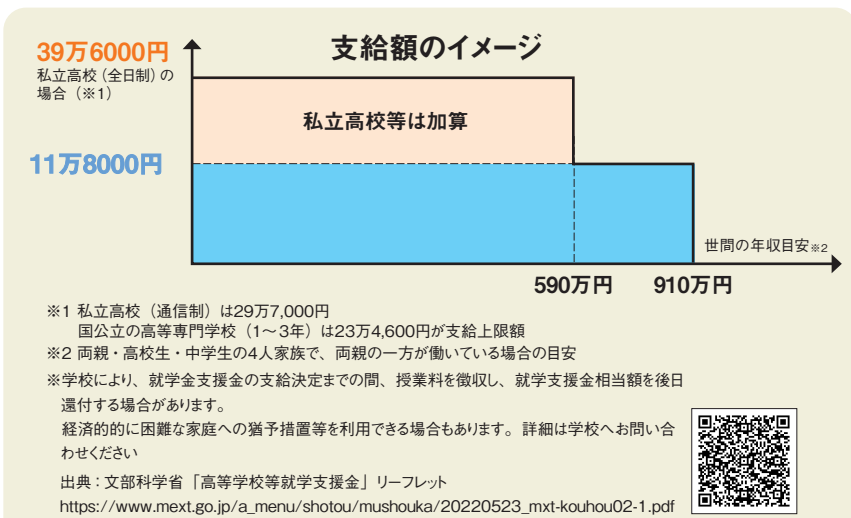 支給額のイメージ
39万6000円
私立高校（全日制）の
場合（※1）
私立高校等は加算
11万8000円
世間の年収目安※2
590万円
910万円
※1 私立高校（通信制）は29万7,000円
国公立の高等専門学校（1～3年）は23万4,600円が支給上限額
※2 両親・高校生・中学生の4人家族で、両親の一方が働いている場合の目安
※学校により、就学金支援金の支給決定までの間、授業料を徴収し、就学支援金相当額を後日
還付する場合があります。
経済的的に困難な家庭への猶予措置等を利用できる場合もあります。詳細は学校へお問い合
わせください
出典：文部科学省「高等学校等就学支援金」リーフレット
https://www.mext.go.jp/a_menu/shotou/mushouka/20220523_mxt-kouhou02-1.pdf